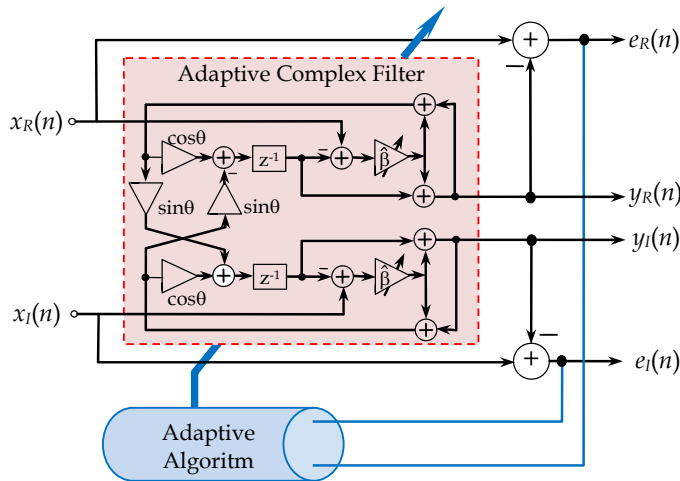 e_R(n)
Adaptive Complex Filter
+
−
+
x_R(n)
cosθ
+
−
z⁻¹
−
+
β̂
sinθ
sinθ
+
y_R(n)
+
y_I(n)
cosθ
+
z⁻¹
−
+
β̂
−
x_I(n)
+
+
e_I(n)
Adaptive
Algoritm